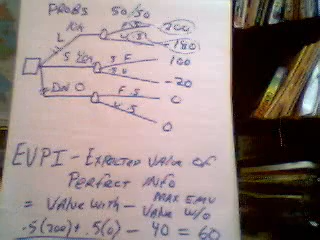 PROBS 50/50
L
F.S. 200
U.S. -180
S F 100
S U -20
DN O F S 0
U S 0
EVPI - EXPECTED VALUE OF
PERFECT INFO
= VALUE WITH - MAX EMV
VALUE W/O
.5(200) + .5(0) - 40 = 60